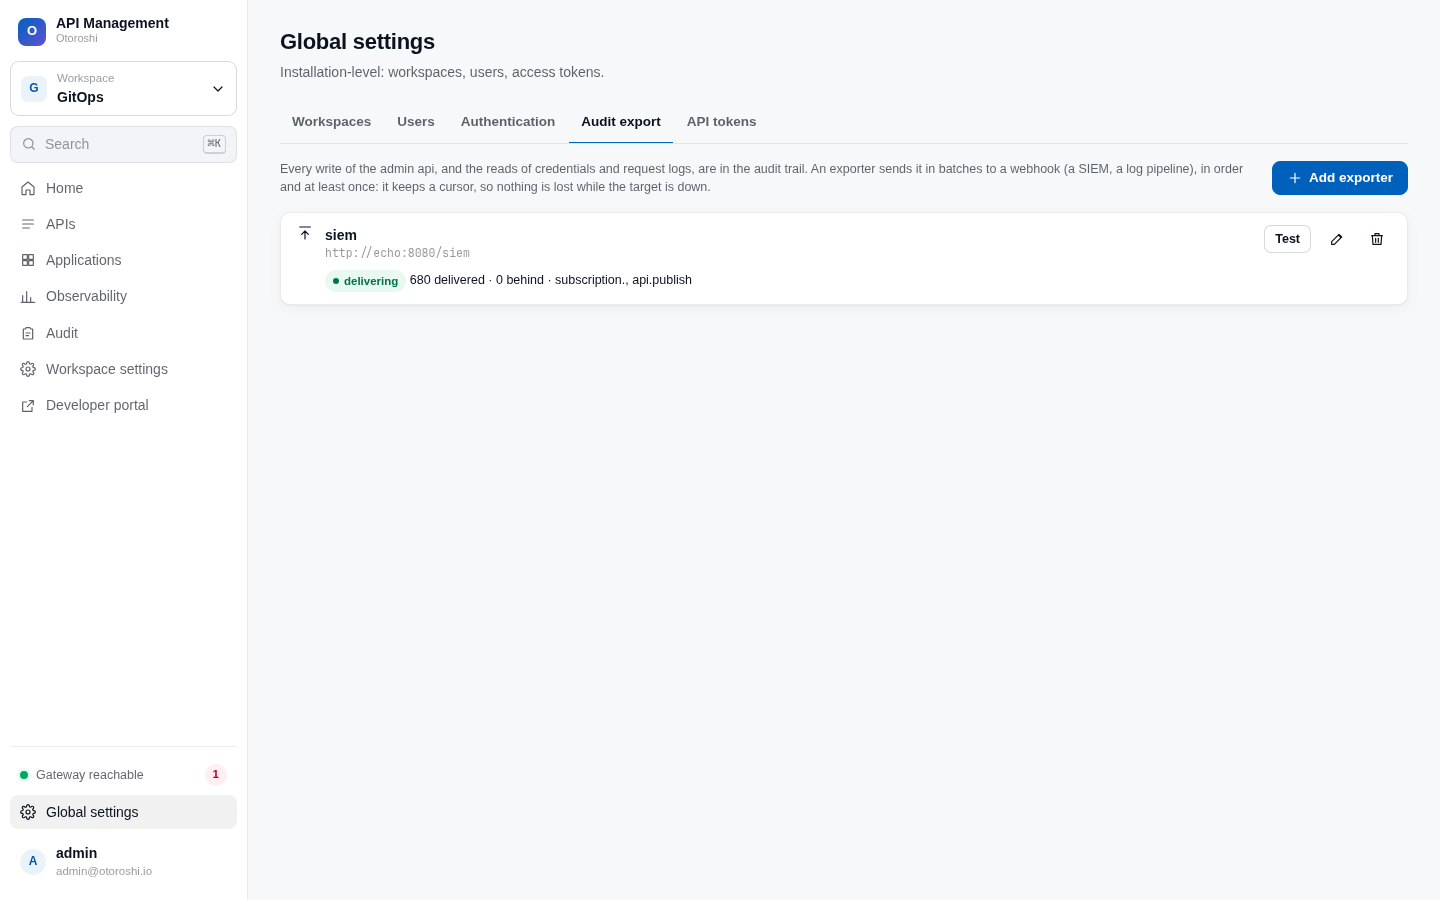 O
API Management
Otoroshi
G
Workspace
GitOps
Search
⌘K
Home
APIs
Applications
Observability
Audit
Workspace settings
Developer portal
Gateway reachable
1
Global settings
A
admin
admin@otoroshi.io
Global settings
Installation-level: workspaces, users, access tokens.
Workspaces
Users
Authentication
Audit export
API tokens
Every write of the admin api, and the reads of credentials and request logs, are in the audit trail. An exporter sends it in batches to a webhook (a SIEM, a log pipeline), in order
and at least once: it keeps a cursor, so nothing is lost while the target is down.
Add exporter
siem
http://echo:8080/siem
delivering 680 delivered · 0 behind · subscription., api.publish
Test